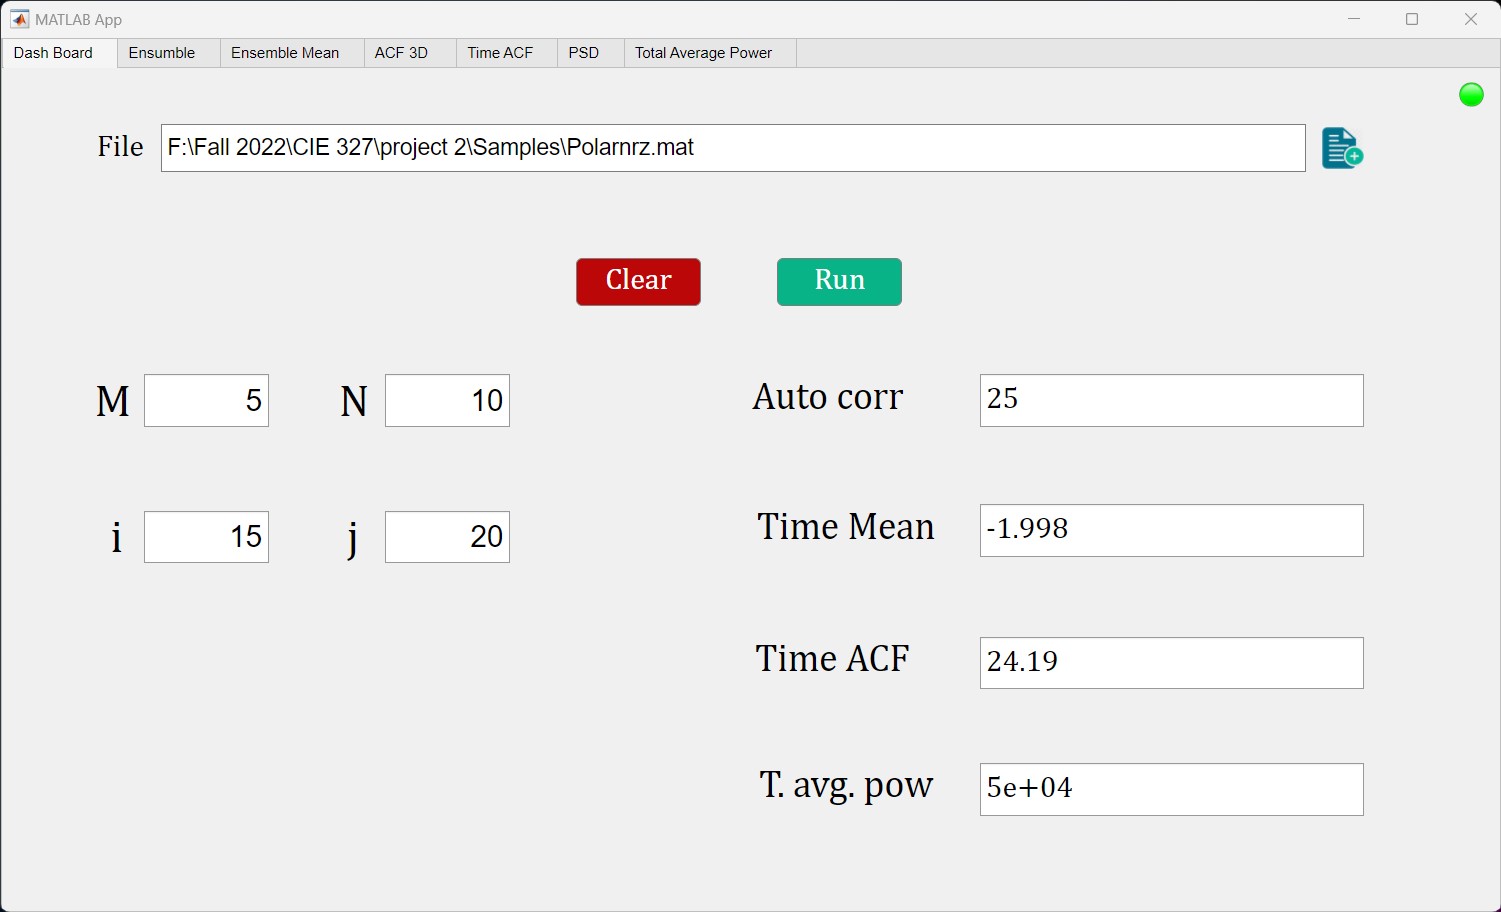 MATLAB App
Dash Board Ensumble Ensemble Mean ACF 3D Time ACF PSD Total Average Power
File F:\Fall 2022\CIE 327\project 2\Samples\Polarnrz.mat
Clear Run
M 5 N 10 Auto corr 25
i 15 j 20 Time Mean -1.998
Time ACF 24.19
T. avg. pow 5e+04